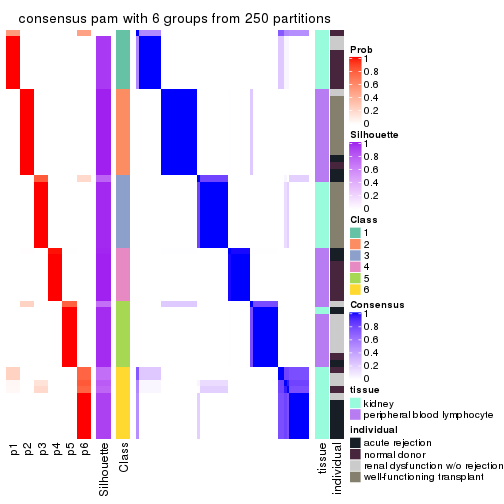 consensus pam with 6 groups from 250 partitions
Prob
1
0.8
0.6
0.4
0.2
0
Silhouette
1
0.8
0.6
0.4
0.2
0
Class
1
2
3
4
5
6
Consensus
1
0.8
0.6
0.4
0.2
0
tissue
kidney
peripheral blood lymphocyte
individual
acute rejection
normal donor
renal dysfunction w/o rejection
well-functioning transplant
p1
p2
p3
p4
p5
p6
Silhouette
Class
tissue
individual